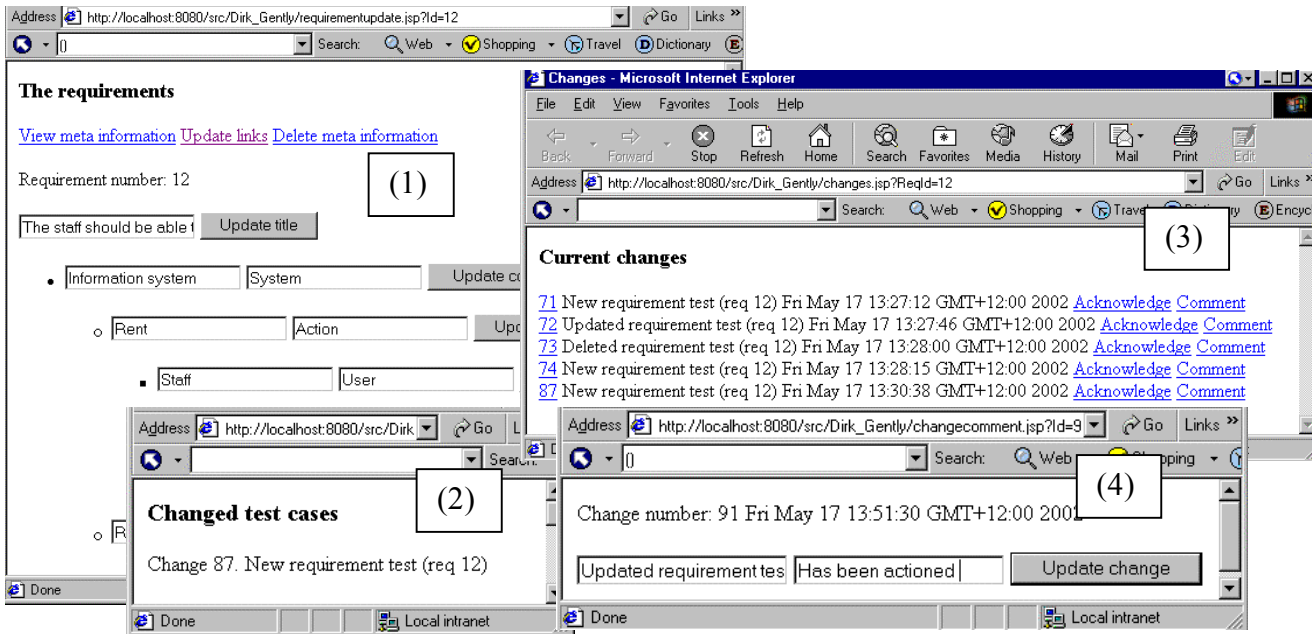 Address http://localhost:8080/src/Dirk_Gently/requirementupdate.jsp?Id=12 Go Links »
() Search: Web Shopping Travel Dictionary
The requirements
View meta information Update links Delete meta information
(1)
Requirement number: 12
The staff should be able Update title
Information system System Update
Rent Action
Staff User
Done
Changes - Microsoft Internet Explorer
File Edit View Favorites Tools Help
Back Forward Stop Refresh Home Search Favorites Media History Mail Print Edit
Address http://localhost:8080/src/Dirk_Gently/changes.jsp?ReqId=12 Go Links »
Search: Web Shopping Travel
(3)
Current changes
71 New requirement test (req 12) Fri May 17 13:27:12 GMT+12:00 2002 Acknowledge Comment
72 Updated requirement test (req 12) Fri May 17 13:27:46 GMT+12:00 2002 Acknowledge Comment
73 Deleted requirement test (req 12) Fri May 17 13:28:00 GMT+12:00 2002 Acknowledge Comment
74 New requirement test (req 12) Fri May 17 13:28:15 GMT+12:00 2002 Acknowledge Comment
87 New requirement test (req 12) Fri May 17 13:30:38 GMT+12:00 2002 Acknowledge Comment
Address http://localhost:8080/src/Dirk Go
Search:
(2)
Changed test cases
Change 87. New requirement test (req 12)
Done Local intranet
Address http://localhost:8080/src/Dirk_Gently/changecomment.jsp?Id=9 Go Links »
() Search: Web
(4)
Change number: 91 Fri May 17 13:51:30 GMT+12:00 2002
Updated requirement tes Has been actioned Update change
Done Local intranet